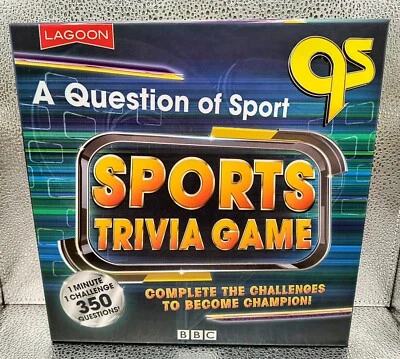 LAGOON
qs
A Question of Sport
SPORTS
TRIVIA GAME
1 MINUTE
1 CHALLENGE
350
QUESTIONS!
COMPLETE THE CHALLENGES
TO BECOME CHAMPION!
BBC